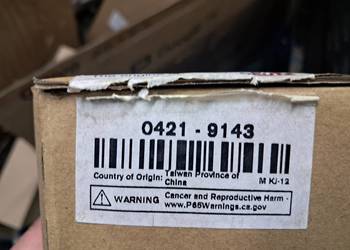 0421 - 9143
Country of Origin: Taiwan Province of China M KJ-12
WARNING Cancer and Reproductive Harm -
www.P65Warnings.ca.gov